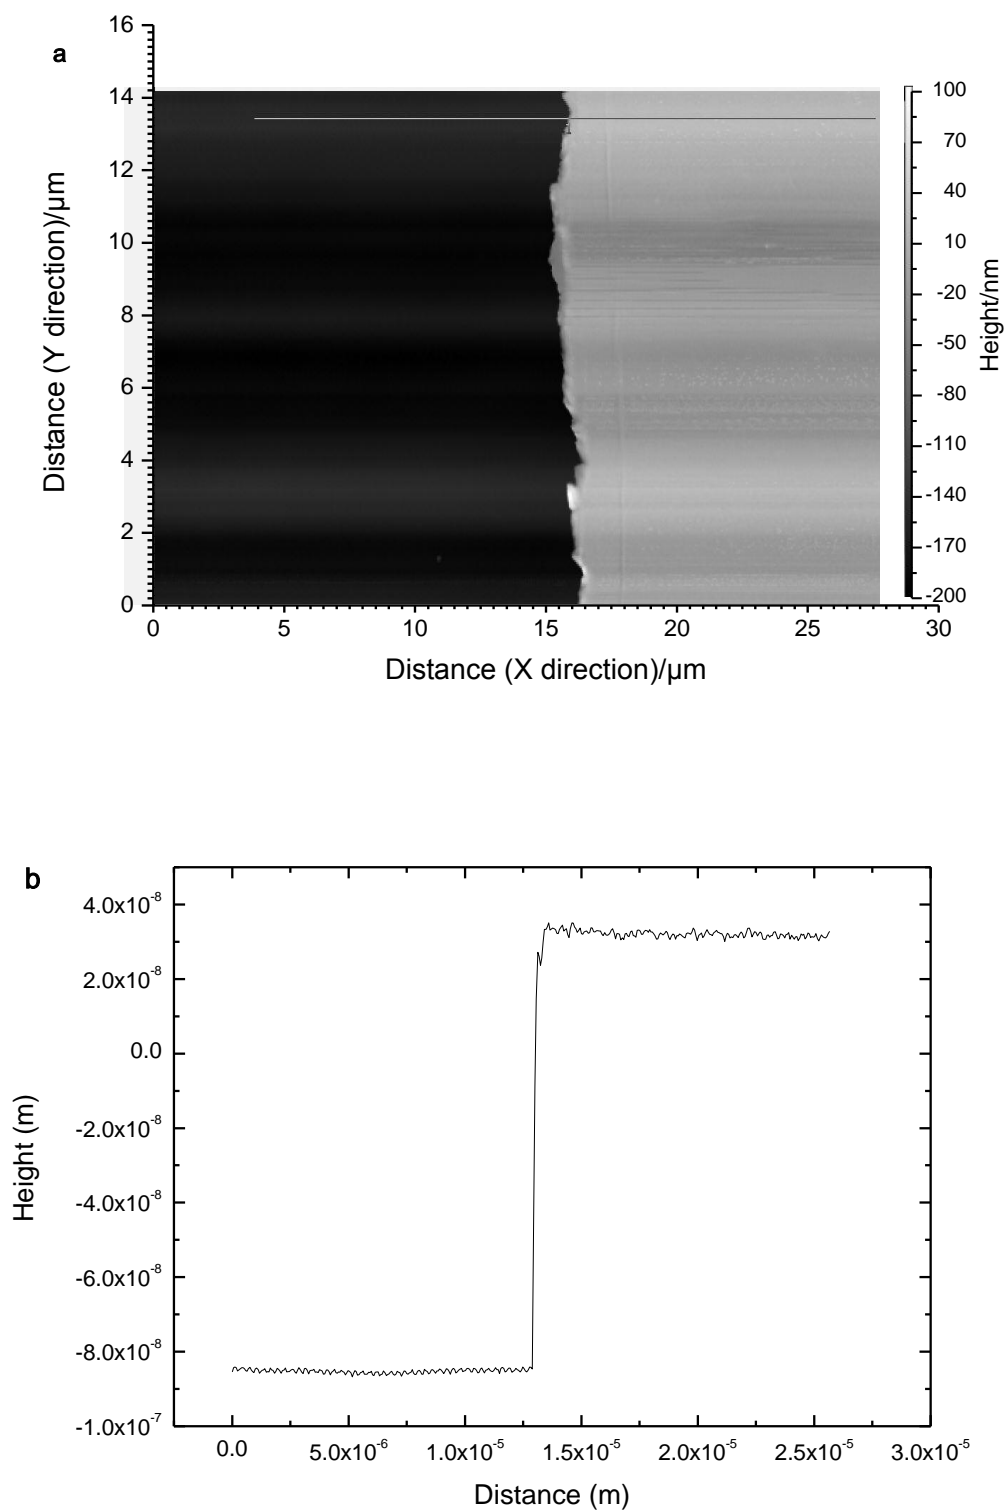 a
16
14
12
10
8
6
4
2
0
Distance (Y direction)/µm
0 5 10 15 20 25 30
Distance (X direction)/µm
100
70
40
10
-20
-50
-80
-110
-140
-170
-200
Height/nm
b
4.0x10⁻⁸
2.0x10⁻⁸
0.0
-2.0x10⁻⁸
-4.0x10⁻⁸
-6.0x10⁻⁸
-8.0x10⁻⁸
-1.0x10⁻⁷
Height (m)
0.0 5.0x10⁻⁶ 1.0x10⁻⁵ 1.5x10⁻⁵ 2.0x10⁻⁵ 2.5x10⁻⁵ 3.0x10⁻⁵
Distance (m)